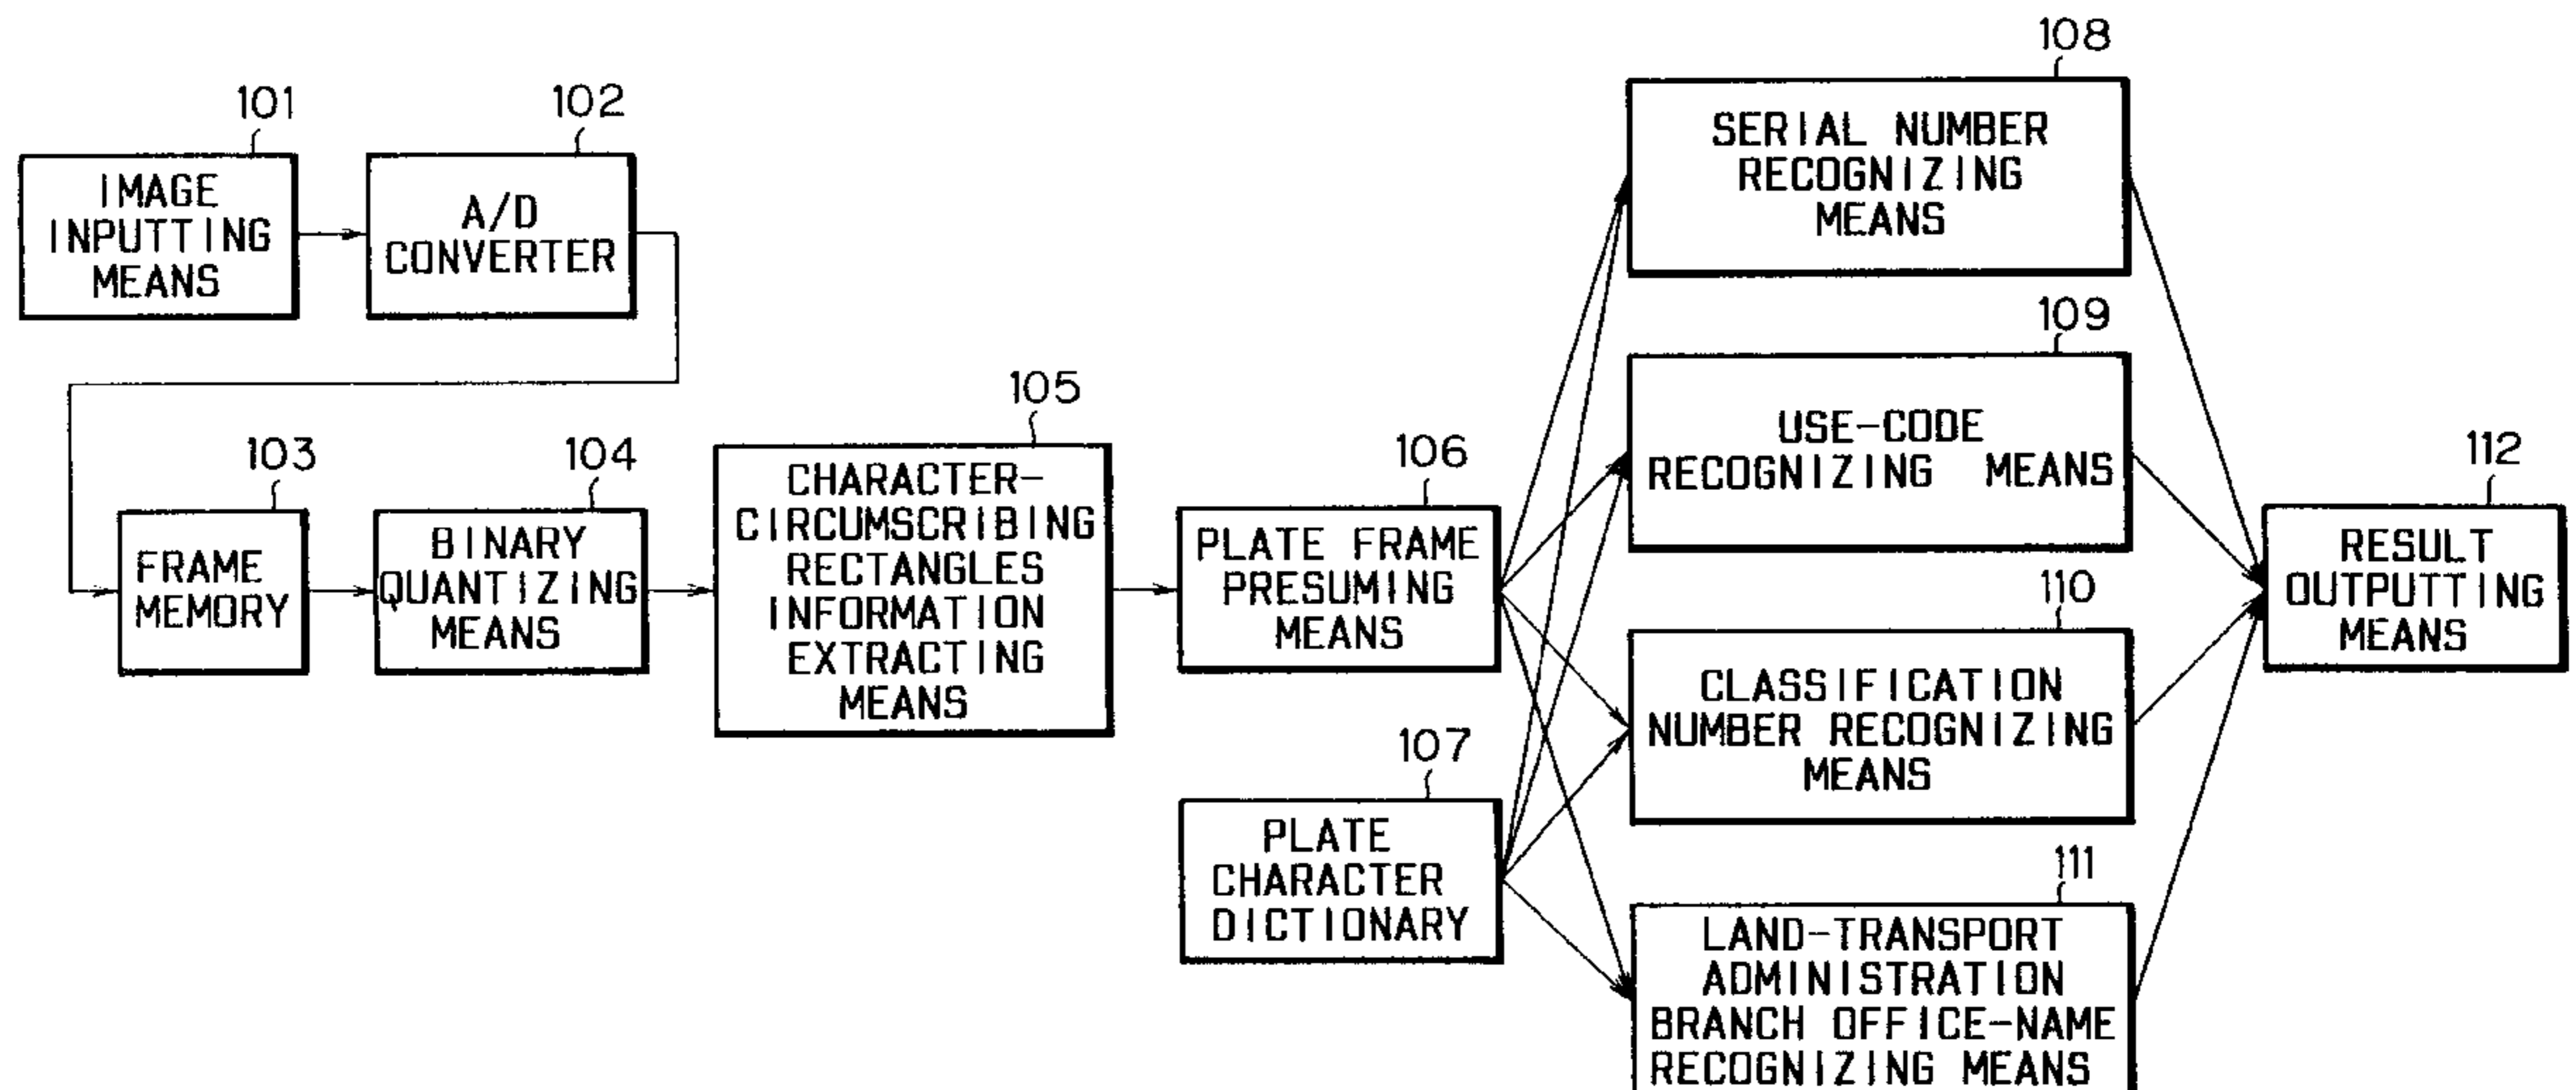 101
IMAGE
INPUTTING
MEANS
102
A/D
CONVERTER
103
FRAME
MEMORY
104
BINARY
QUANTIZING
MEANS
105
CHARACTER-
CIRCUMSCRIBING
RECTANGLES
INFORMATION
EXTRACTING
MEANS
106
PLATE FRAME
PRESUMING
MEANS
107
PLATE
CHARACTER
DICTIONARY
108
SERIAL NUMBER
RECOGNIZING
MEANS
109
USE-CODE
RECOGNIZING MEANS
110
CLASSIFICATION
NUMBER RECOGNIZING
MEANS
111
LAND-TRANSPORT
ADMINISTRATION
BRANCH OFFICE-NAME
RECOGNIZING MEANS
112
RESULT
OUTPUTTING
MEANS